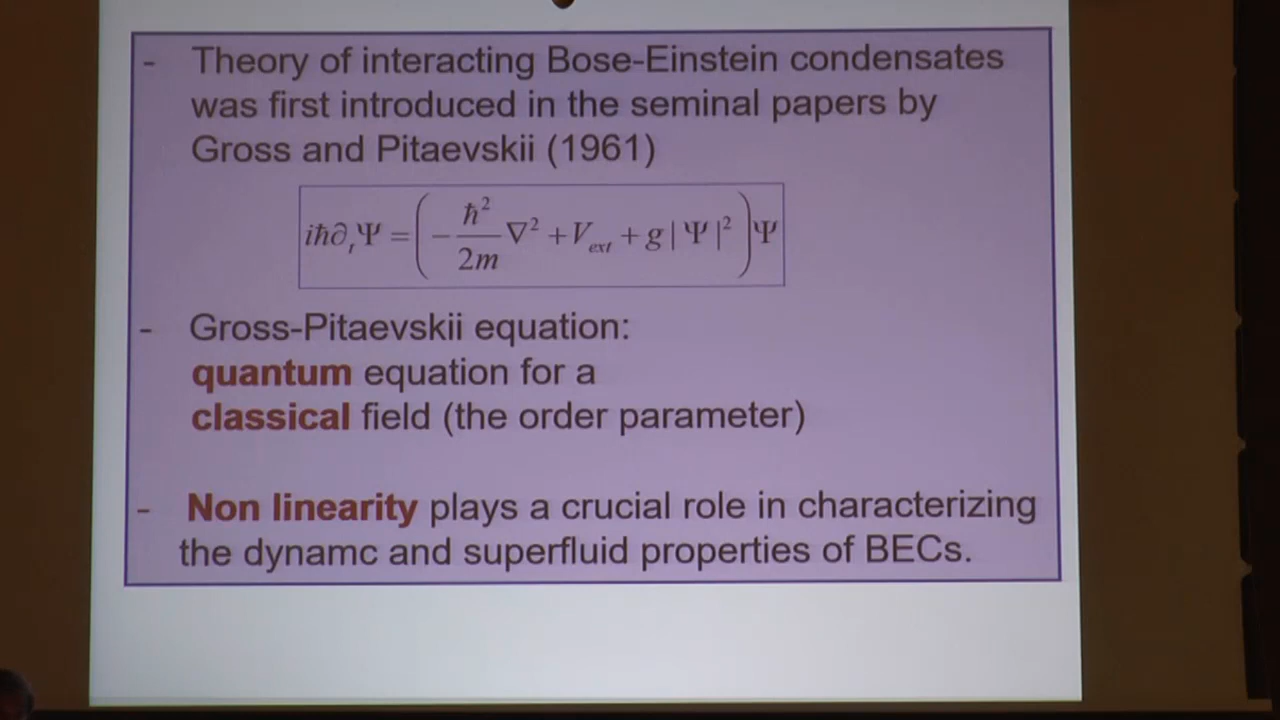 - Theory of interacting Bose-Einstein condensates
was first introduced in the seminal papers by
Gross and Pitaevskii (1961)
iħ∂ₜΨ = (−ħ²/2m ∇² + V_ext + g|Ψ|²)Ψ
- Gross-Pitaevskii equation:
quantum equation for a
classical field (the order parameter)
- Non linearity plays a crucial role in characterizing
the dynamc and superfluid properties of BECs.